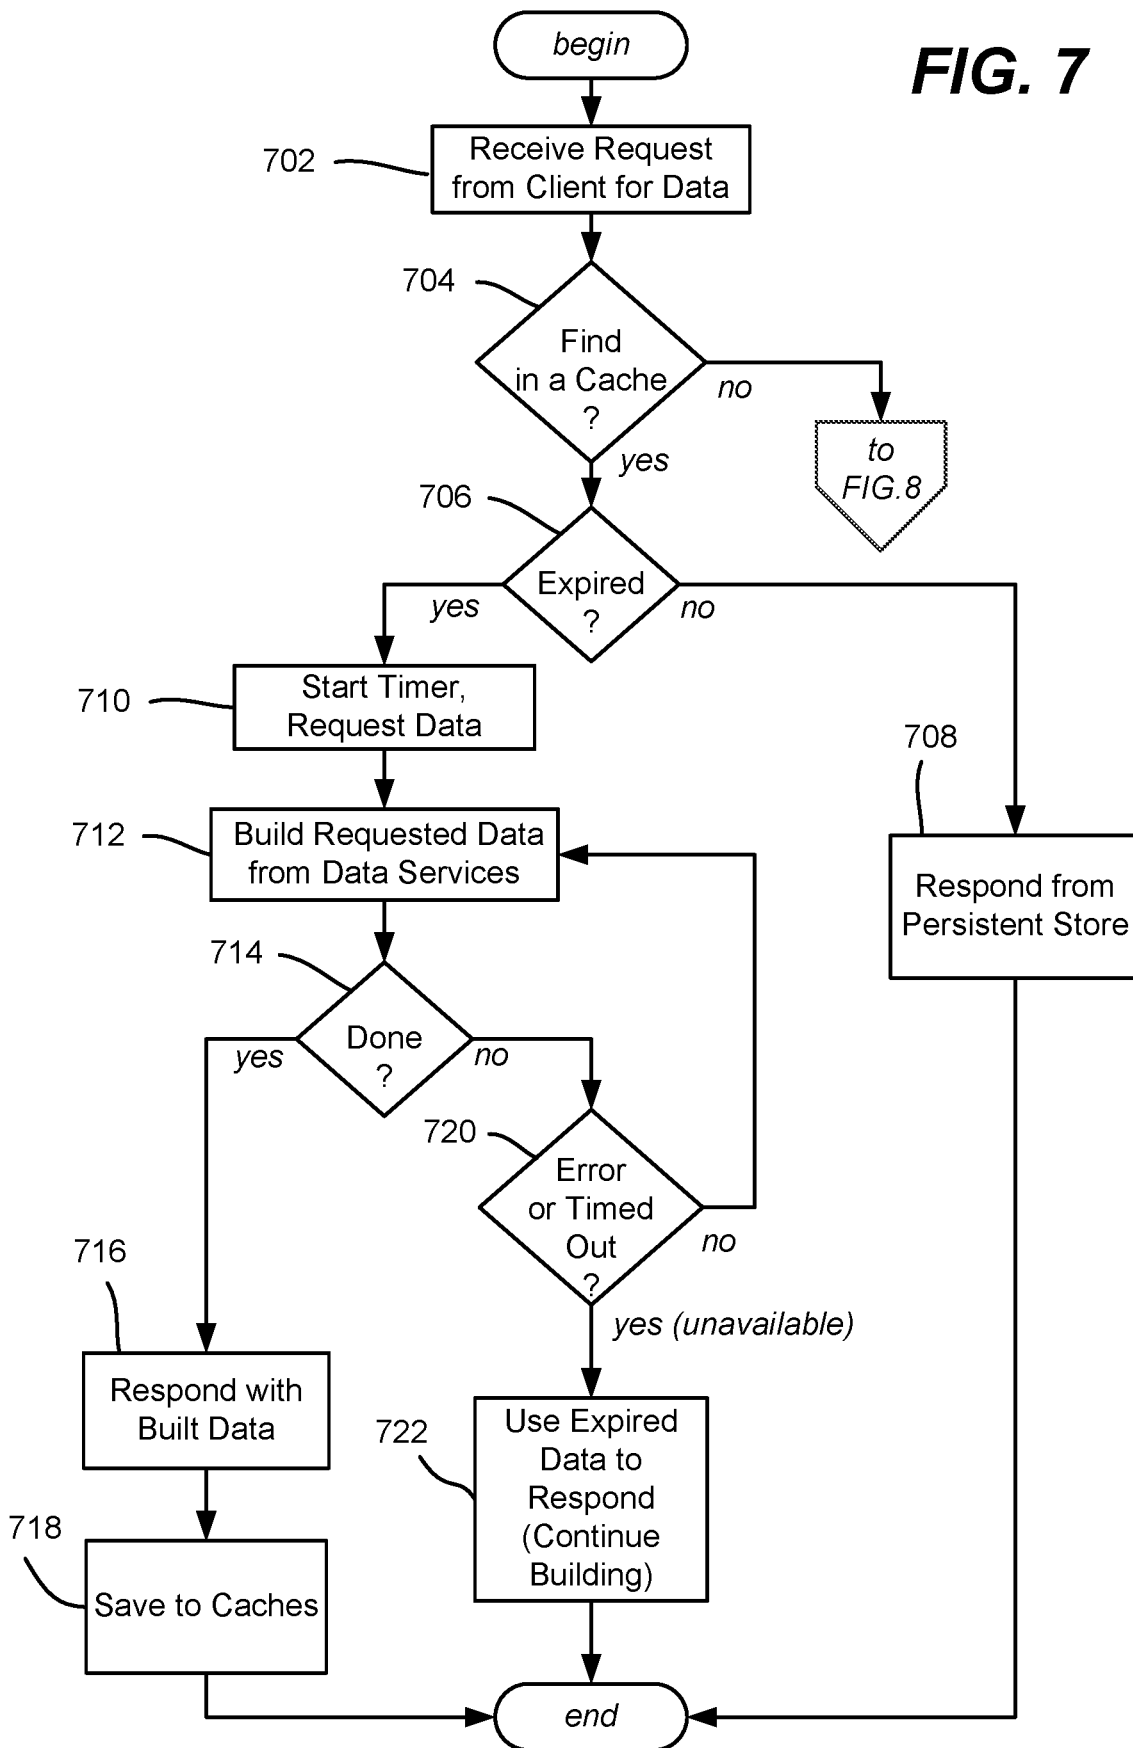 begin
FIG. 7
702
Receive Request
from Client for Data
704
Find
in a Cache
?
no
yes
to
FIG.8
706
Expired
?
yes
no
710
Start Timer,
Request Data
708
Respond from
Persistent Store
712
Build Requested Data
from Data Services
714
Done
?
yes
no
720
Error
or Timed
Out
?
no
yes (unavailable)
716
Respond with
Built Data
722
Use Expired
Data to
Respond
(Continue
Building)
718
Save to Caches
end